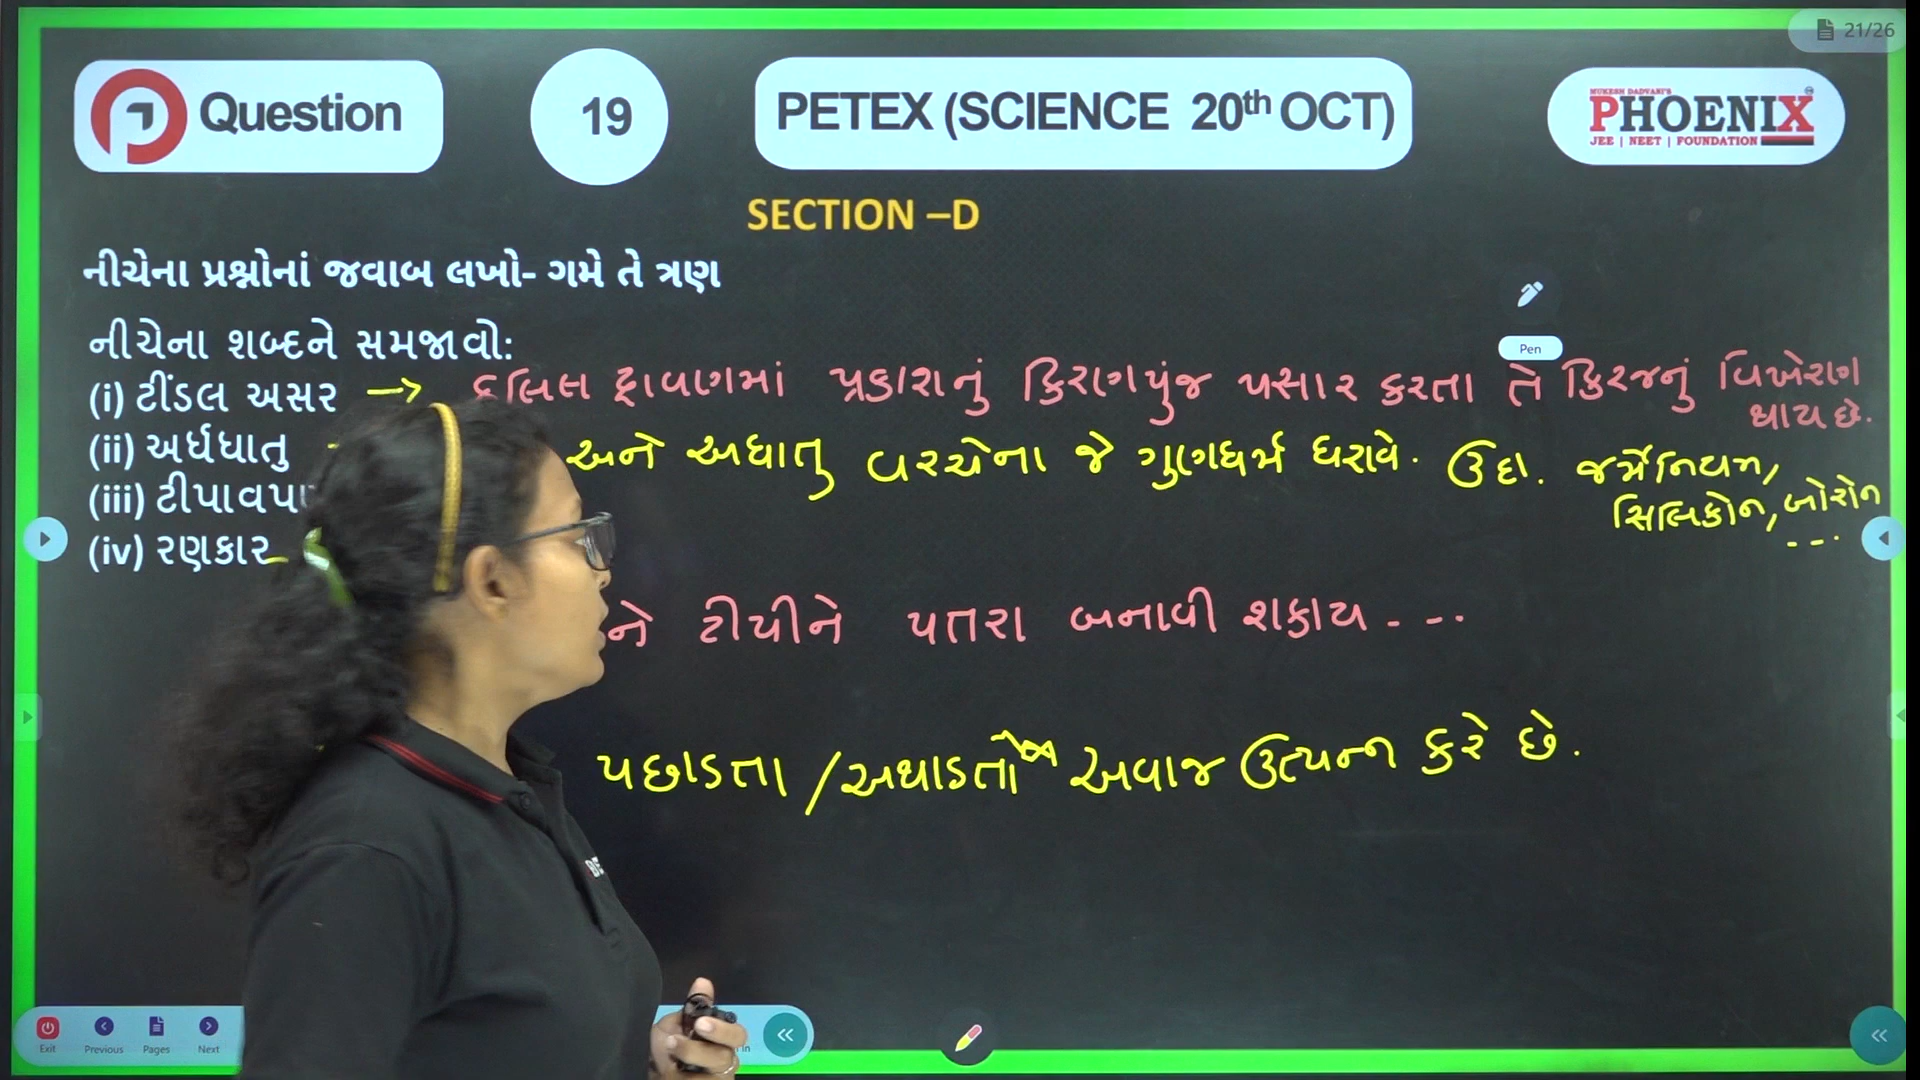 21/26
Question
19
PETEX (SCIENCE 20th OCT)
MUKESH DADVANI'S
PHOENIX
JEE | NEET | FOUNDATION
SECTION –D
નીચેના પ્રશ્નોનાં જવાબ લખો- ગમે તે ત્રણ
નીચેના શબ્દને સમજાવો:
Pen
(i) ટીંડલ અસર → કલિલ દ્રાવણમાં પ્રકાશનું કિરણપુંજ પસાર કરતા તે કિરણનું વિખેરાણ
થાય છે.
(ii) અર્ધધાતુ અને અધાતુ વચ્ચેના જે ગુણધર્મ ધરાવે. ઉદા. જર્મેનિયમ,
(iii) ટીપાવપ સિલિકોન, બોરોન
---
(iv) રણકાર
ને ટીપીને પતરા બનાવી શકાય ---
પછાડતા / અથાડતા અવાજ ઉત્પન્ન કરે છે.
Exit
Previous
Pages
Next